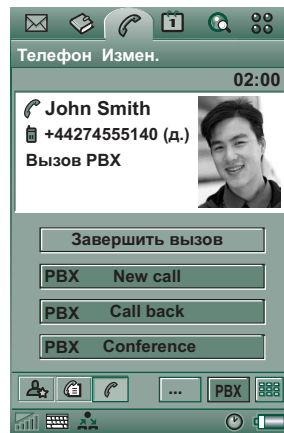 Телефон Измен.
02:00
John Smith
+44274555140 (д.)
Вызов PBX
Завершить вызов
PBX New call
PBX Call back
PBX Conference
... PBX